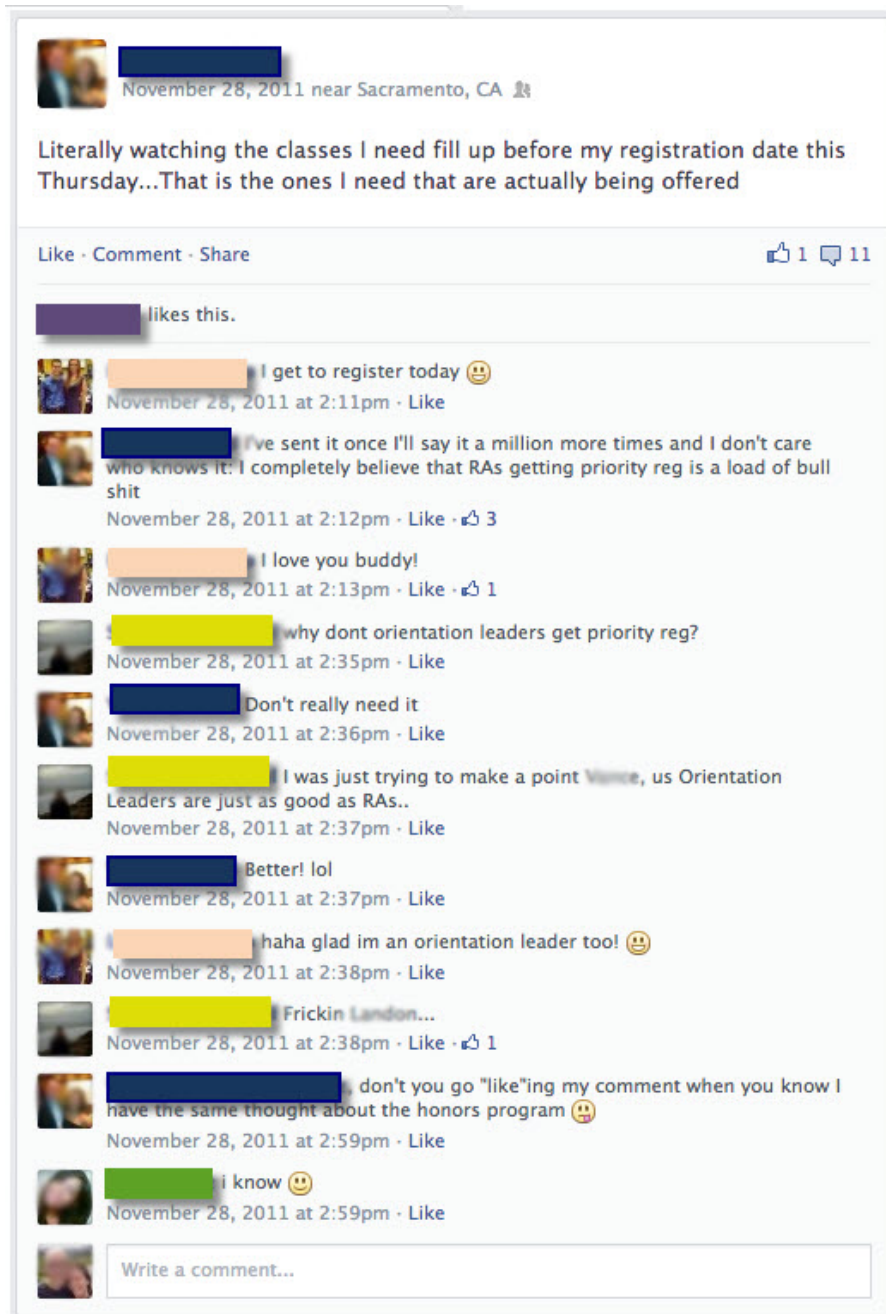 November 28, 2011 near Sacramento, CA
Literally watching the classes I need fill up before my registration date this
Thursday...That is the ones I need that are actually being offered
Like · Comment · Share
1 11
likes this.
I get to register today
November 28, 2011 at 2:11pm · Like
I've sent it once I'll say it a million more times and I don't care
who knows it: I completely believe that RAs getting priority reg is a load of bull
shit
November 28, 2011 at 2:12pm · Like · 3
I love you buddy!
November 28, 2011 at 2:13pm · Like · 1
why dont orientation leaders get priority reg?
November 28, 2011 at 2:35pm · Like
Don't really need it
November 28, 2011 at 2:36pm · Like
I was just trying to make a point , us Orientation
Leaders are just as good as RAs..
November 28, 2011 at 2:37pm · Like
Better! lol
November 28, 2011 at 2:37pm · Like
haha glad im an orientation leader too!
November 28, 2011 at 2:38pm · Like
Frickin ...
November 28, 2011 at 2:38pm · Like · 1
, don't you go "like"ing my comment when you know I
have the same thought about the honors program
November 28, 2011 at 2:59pm · Like
i know
November 28, 2011 at 2:59pm · Like
Write a comment...